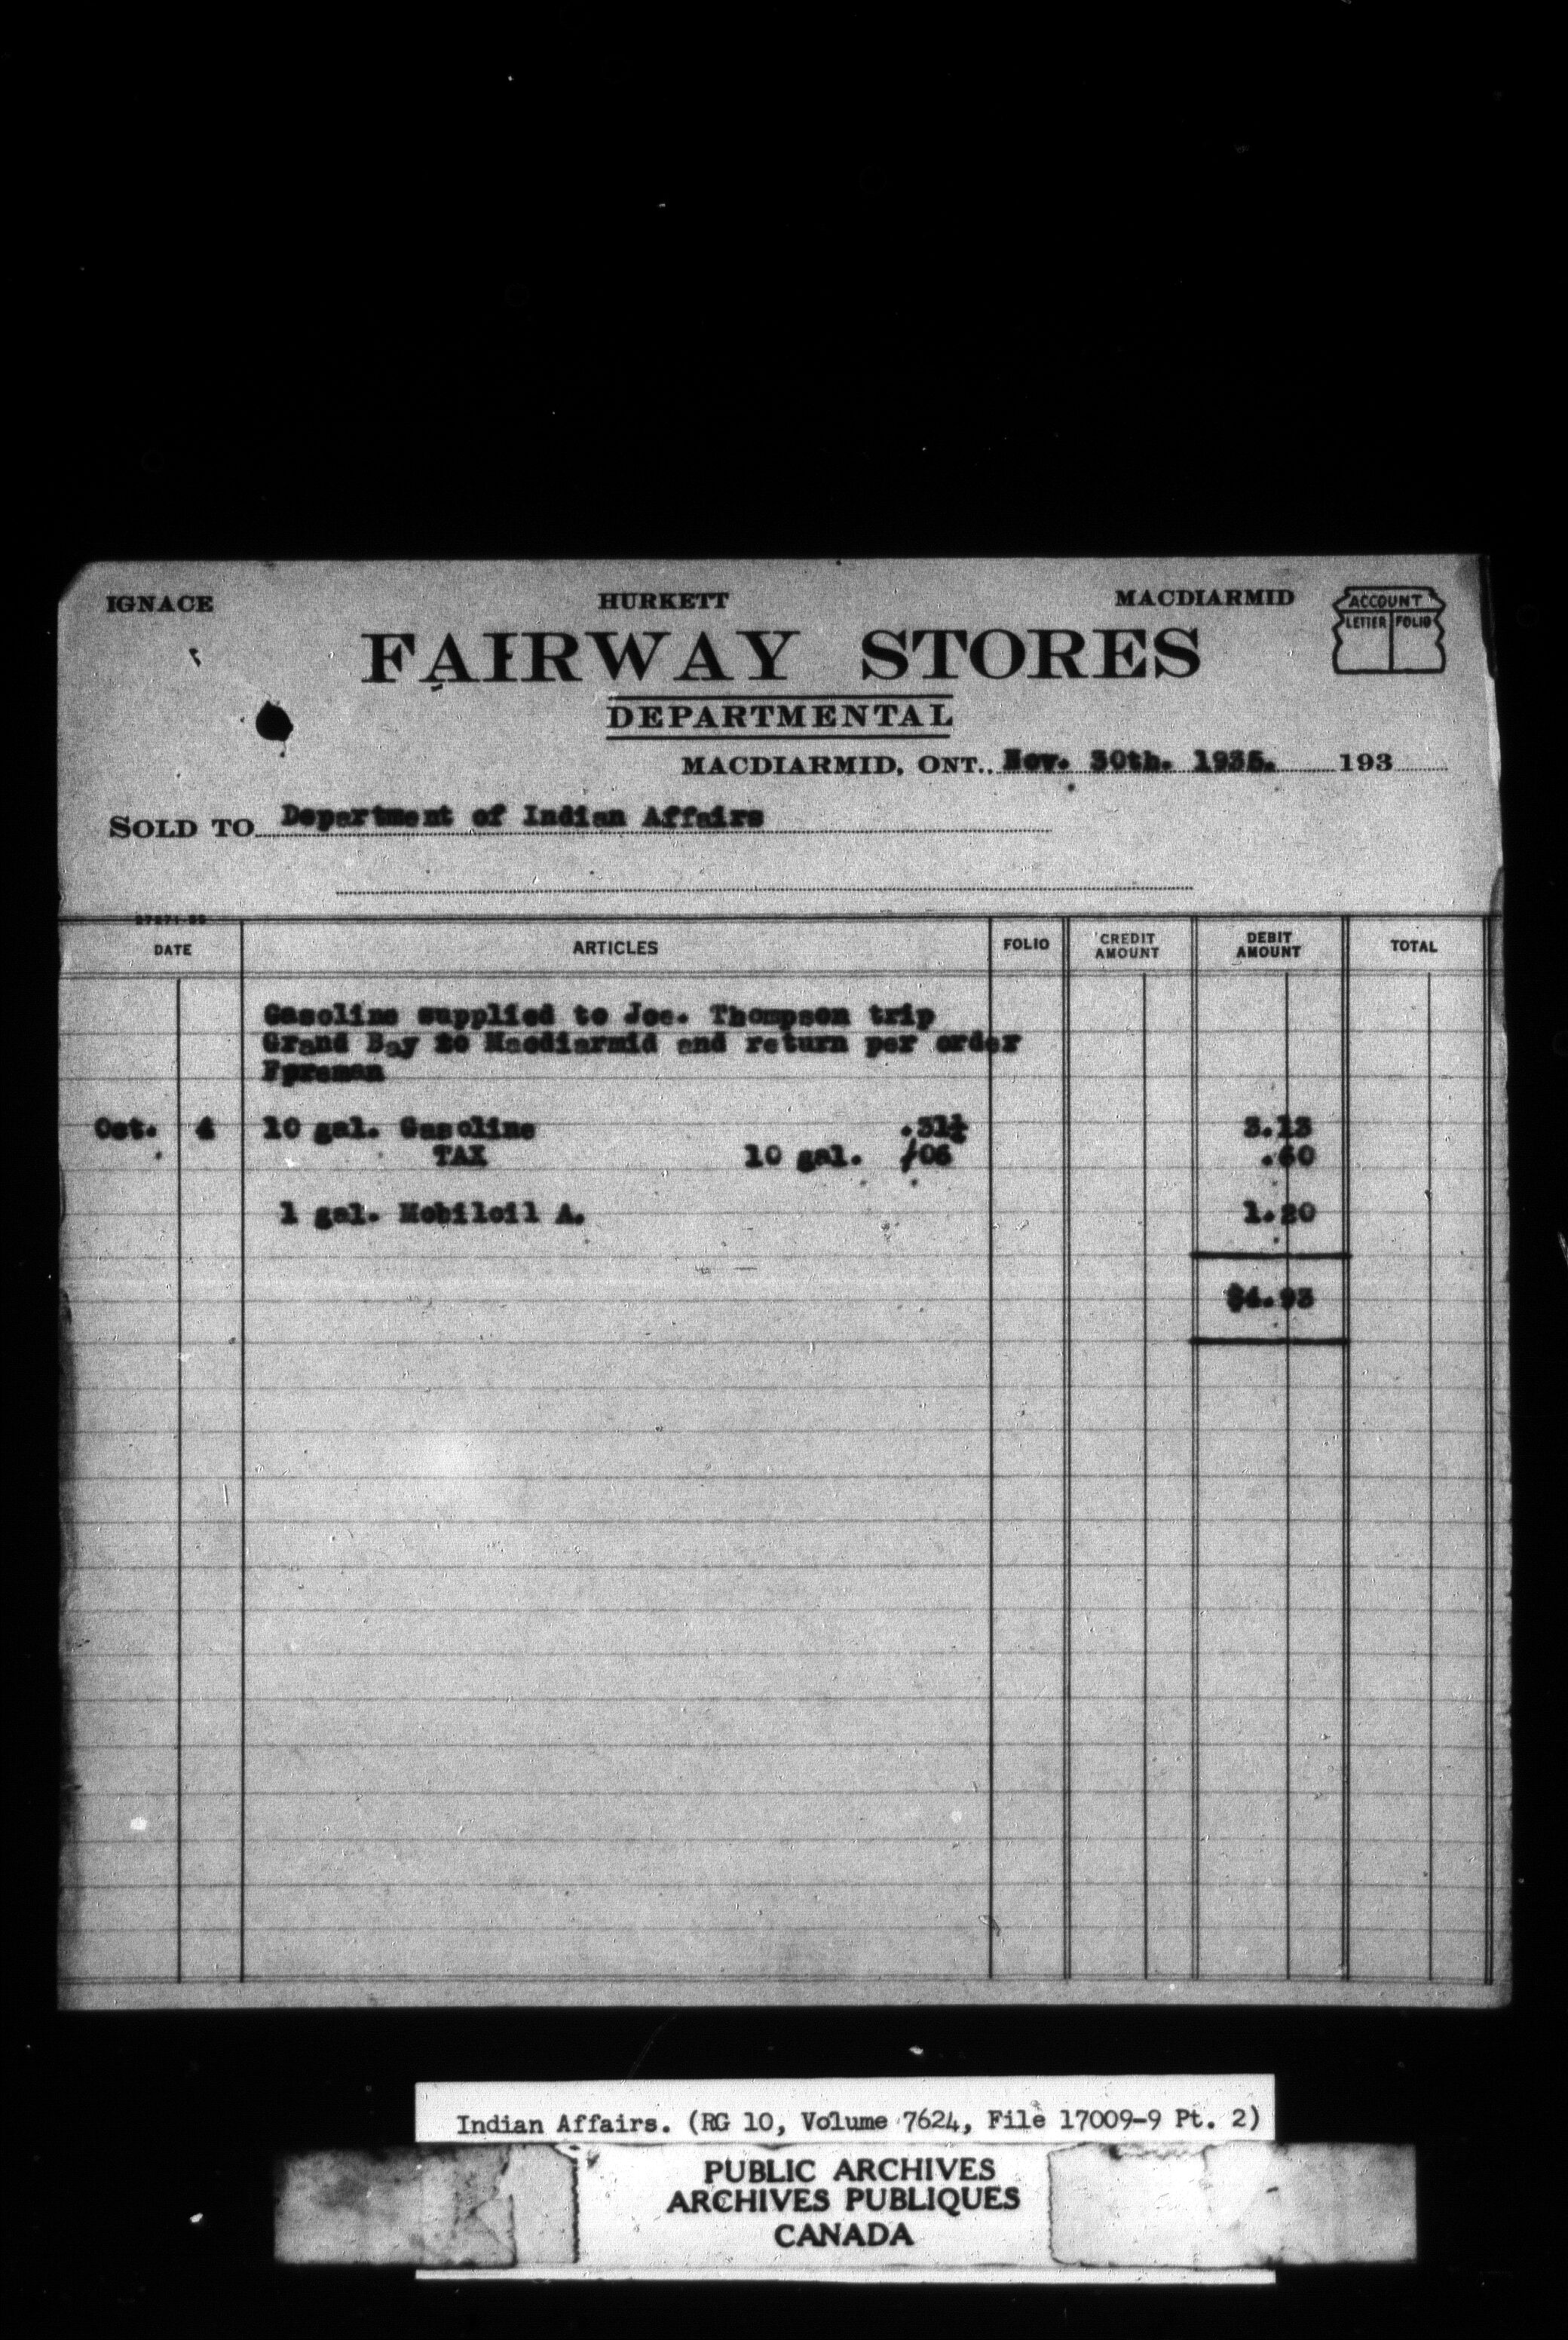 IGNACE HURKETT MACDIARMID
ACCOUNT
LETTER FOLIO
FAIRWAY STORES
DEPARTMENTAL
MACDIARMID, ONT. Nov. 30th. 1935. 193
SOLD TO Department of Indian Affairs
DATE ARTICLES FOLIO CREDIT AMOUNT DEBIT AMOUNT TOTAL
Gasoline supplied to Joe. Thompson trip
Grand Bay to Macdiarmid and return per order
Fpreman
Oct. 4 10 gal. Gasoline .31¼ 3.13
TAX 10 gal. /06 .60
1 gal. Mobiloil A. 1.20
$4.93
Indian Affairs. (RG 10, Volume 7624, File 17009-9 Pt. 2)
PUBLIC ARCHIVES
ARCHIVES PUBLIQUES
CANADA